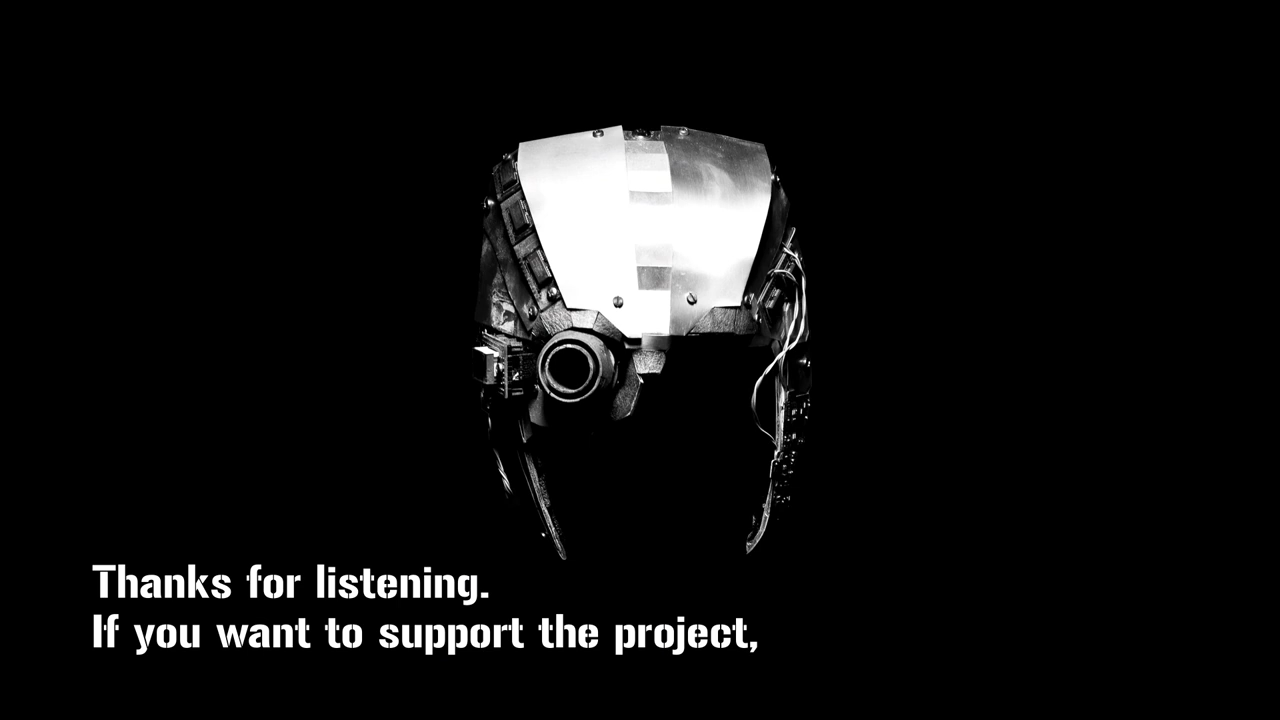 Thanks for listening.
If you want to support the project,